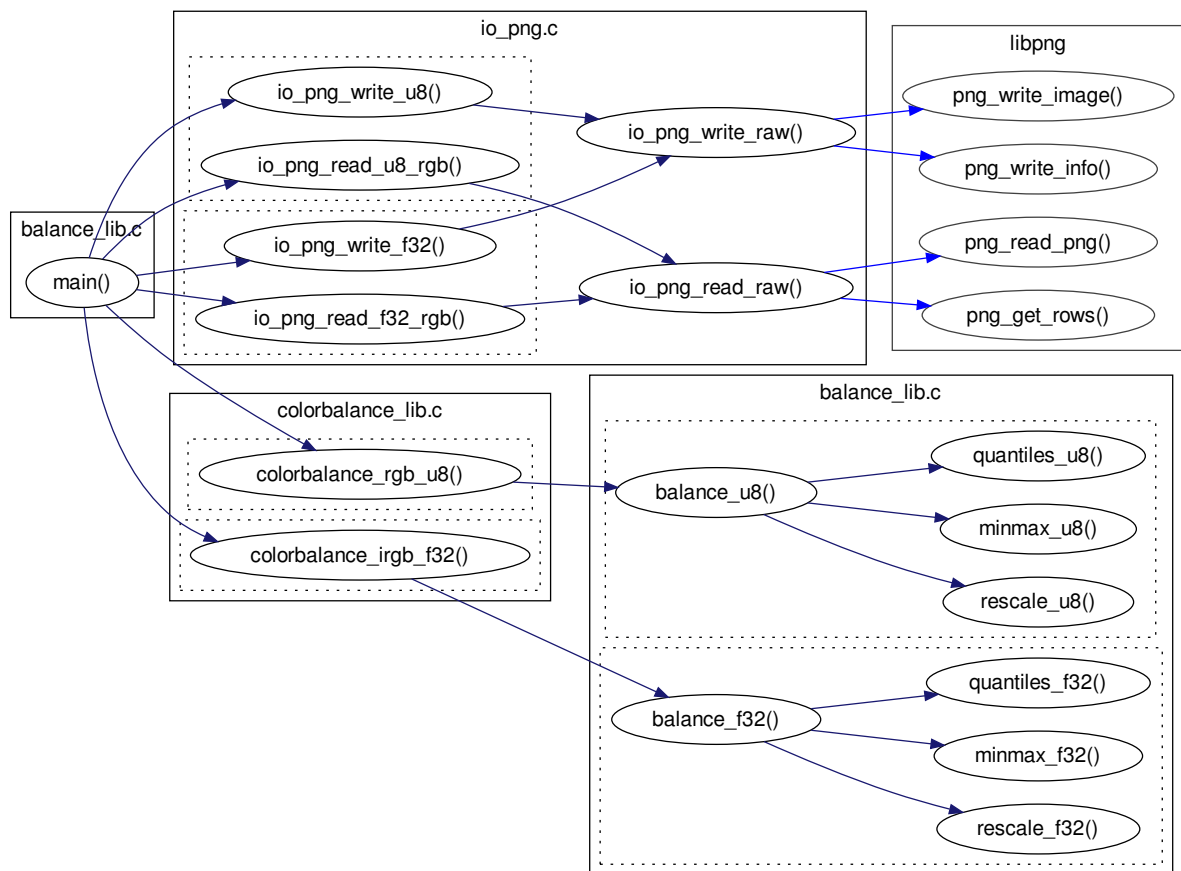 io_png.c
io_png_write_u8()
io_png_read_u8_rgb()
io_png_write_f32()
io_png_read_f32_rgb()
io_png_write_raw()
io_png_read_raw()
libpng
png_write_image()
png_write_info()
png_read_png()
png_get_rows()
balance_lib.c
main()
colorbalance_lib.c
colorbalance_rgb_u8()
colorbalance_irgb_f32()
balance_lib.c
balance_u8()
quantiles_u8()
minmax_u8()
rescale_u8()
balance_f32()
quantiles_f32()
minmax_f32()
rescale_f32()